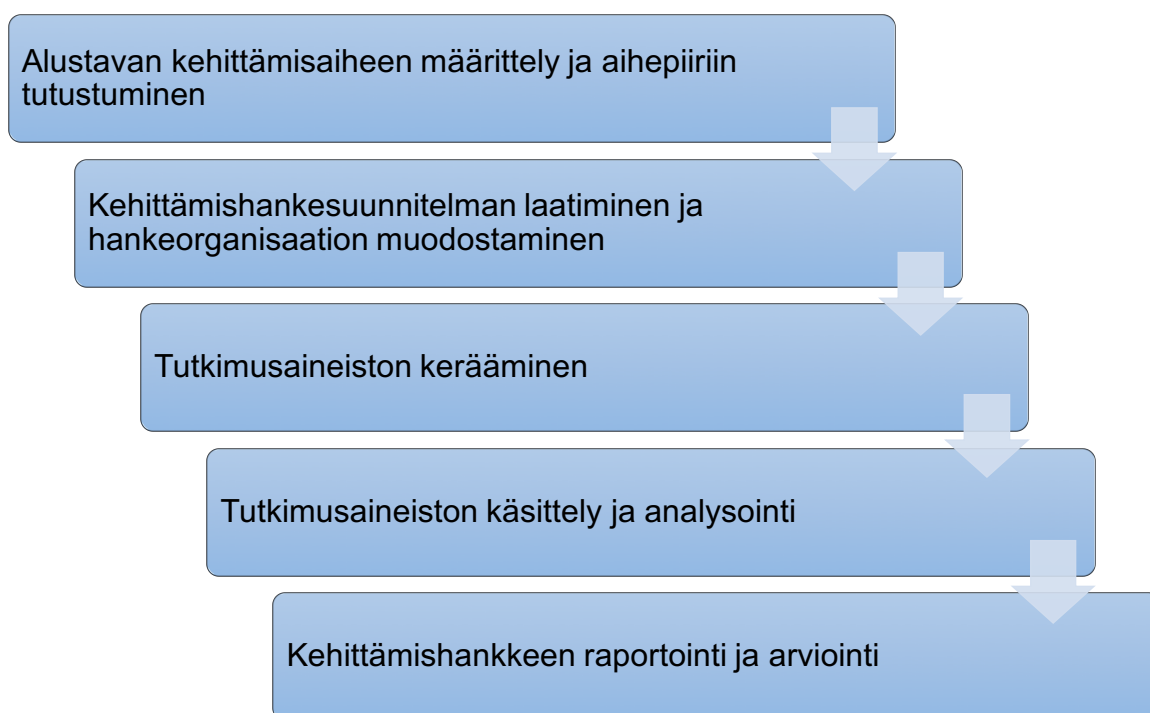 Alustavan kehittämisaiheen määrittely ja aihepiiriin
tutustuminen
Kehittämishankesuunnitelman laatiminen ja
hankeorganisaation muodostaminen
Tutkimusaineiston kerääminen
Tutkimusaineiston käsittely ja analysointi
Kehittämishankkeen raportointi ja arviointi